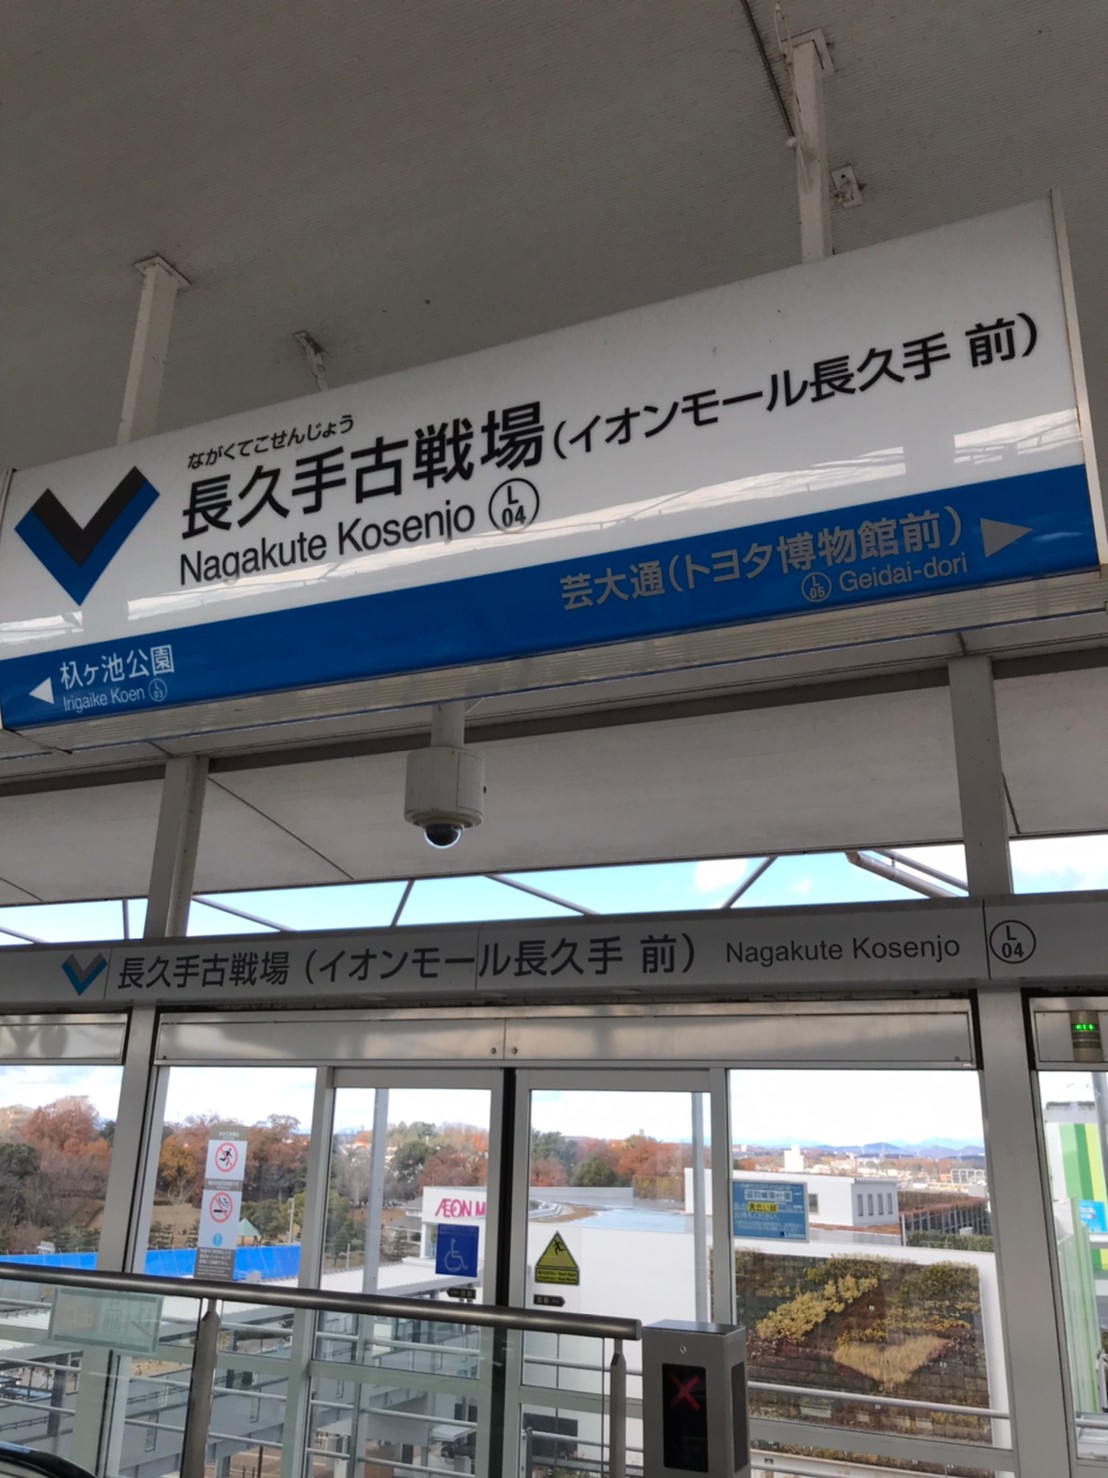 ながくてこせんじょう
長久手古戦場(イオンモール長久手 前)
Nagakute Kosenjo L 04
芸大通(トヨタ博物館前)
L 05 Geidai-dori
杁ヶ池公園
Irigaike Koen L 03
長久手古戦場(イオンモール長久手 前) Nagakute Kosenjo L 04
ÆON M